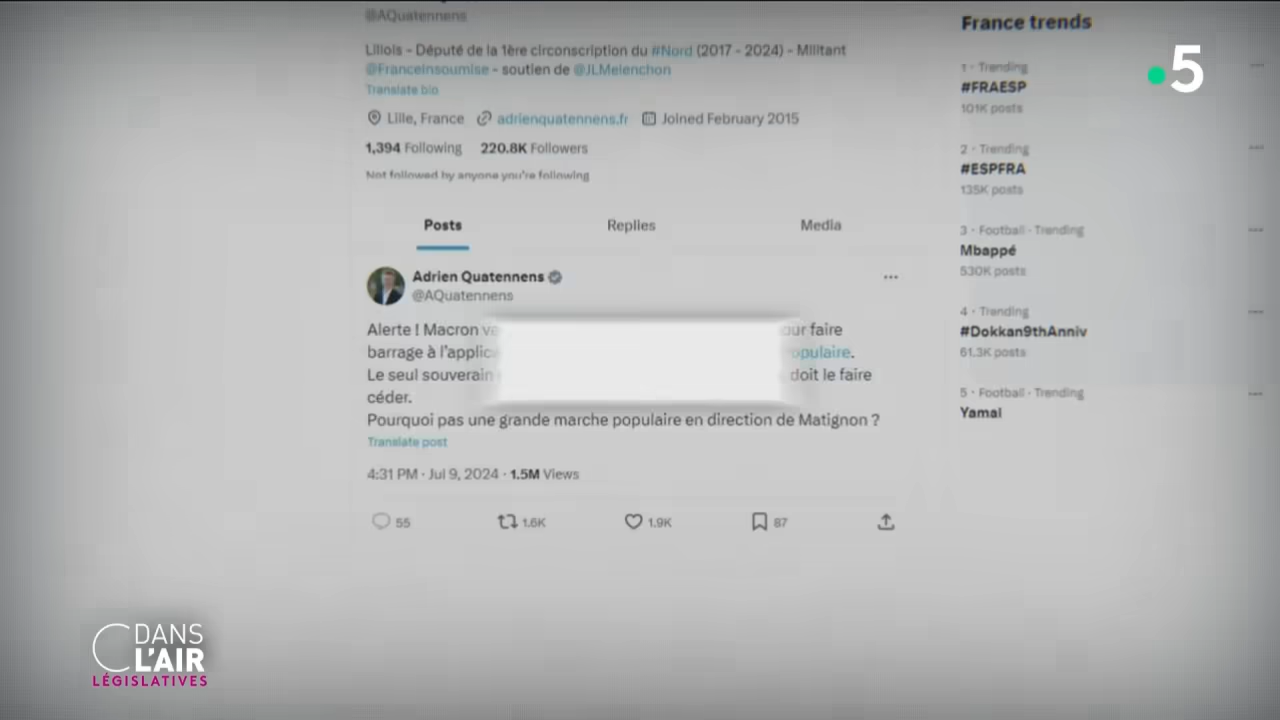 @AQuatennens
Lillois - Député de la 1ère circonscription du #Nord (2017 - 2024) - Militant
@FranceInsoumise - soutien de @JLMelenchon
Translate bio
Lille, France adrienquatennens.fr Joined February 2015
1,394 Following 220.8K Followers
Not followed by anyone you're following
Posts Replies Media
Adrien Quatennens
@AQuatennens
Alerte ! Macron faire
barrage à
Le seul souverain doit le faire
céder.
Pourquoi pas une grande marche populaire en direction de Matignon ?
Translate post
4:31 PM · Jul 9, 2024 · 1.5M Views
55 1.6K 1.9K 87
France trends
1 · Trending
#FRAESP
101K posts
2 · Trending
#ESPFRA
135K posts
3 · Football · Trending
Mbappé
530K posts
4 · Trending
#Dokkan9thAnniv
61.3K posts
5 · Football · Trending
Yamal
5
C DANS
L'AIR
LÉGISLATIVES